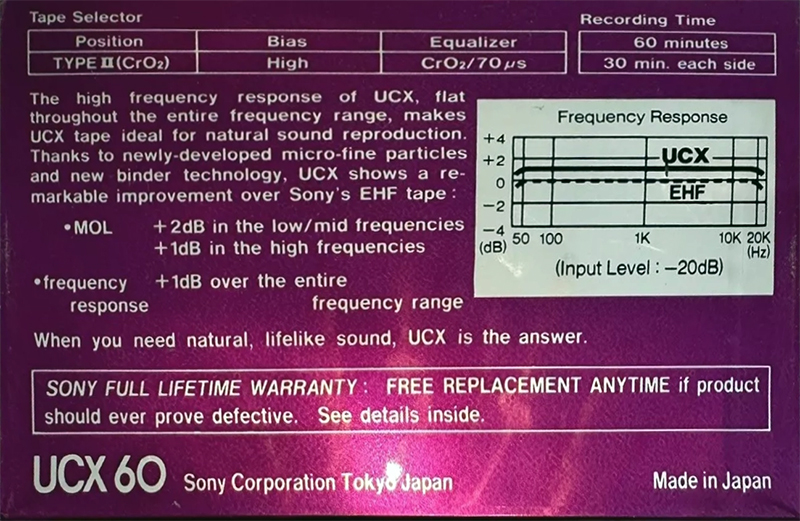 Tape Selector
Recording Time
Position Bias Equalizer
60 minutes
TYPE II (CrO₂) High CrO₂/70μs
30 min. each side
The high frequency response of UCX, flat
throughout the entire frequency range, makes
UCX tape ideal for natural sound reproduction.
Thanks to newly-developed micro-fine particles
and new binder technology, UCX shows a re-
markable improvement over Sony's EHF tape:
•MOL +2dB in the low/mid frequencies
+1dB in the high frequencies
•frequency +1dB over the entire
response frequency range
Frequency Response
+4
+2
0
−2
−4
(dB)
UCX
EHF
50 100 1K 10K 20K
(Hz)
(Input Level: −20dB)
When you need natural, lifelike sound, UCX is the answer.
SONY FULL LIFETIME WARRANTY: FREE REPLACEMENT ANYTIME if product
should ever prove defective. See details inside.
UCX 60 Sony Corporation Tokyo Japan Made in Japan